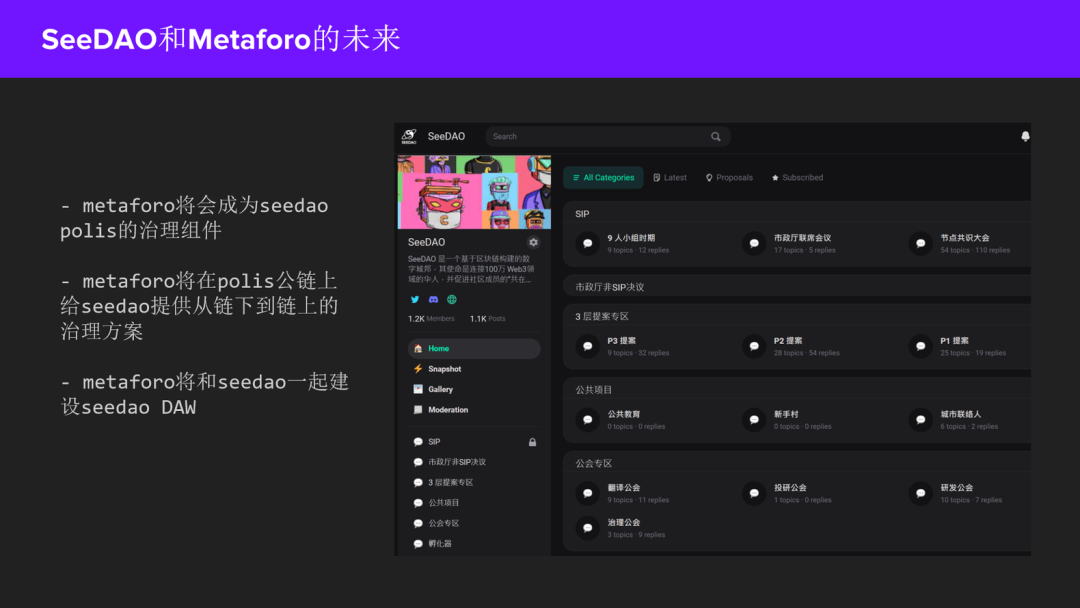 SeeDAO和Metaforo的未来
- metaforo将会成为seedao
polis的治理组件
- metaforo将在polis公链上
给seedao提供从链下到链上的
治理方案
- metaforo将和seedao一起建
设seedao DAW
SEEDAO
SeeDAO
Search
SeeDAO
SeeDAO 是一个基于区块链构建的数
字城邦，其使命是连接100万 Web3领
域的华人，并促进社区成员的“共在...
1.2K Members 1.1K Posts
Home
Snapshot
Gallery
Moderation
SIP
市政厅非SIP决议
3 层提案专区
公共项目
公会专区
孵化器
All Categories Latest Proposals Subscribed
SIP
9 人小组时期 市政厅联席会议 节点共识大会
9 topics · 12 replies 17 topics · 5 replies 54 topics · 110 replies
市政厅非SIP决议
3 层提案专区
P3 提案 P2 提案 P1 提案
9 topics · 32 replies 28 topics · 54 replies 25 topics · 19 replies
公共项目
公共教育 新手村 城市联络人
0 topics · 0 replies 0 topics · 0 replies 6 topics · 2 replies
公会专区
翻译公会 投研公会 研发公会
9 topics · 11 replies 1 topics · 0 replies 10 topics · 7 replies
治理公会
3 topics · 9 replies